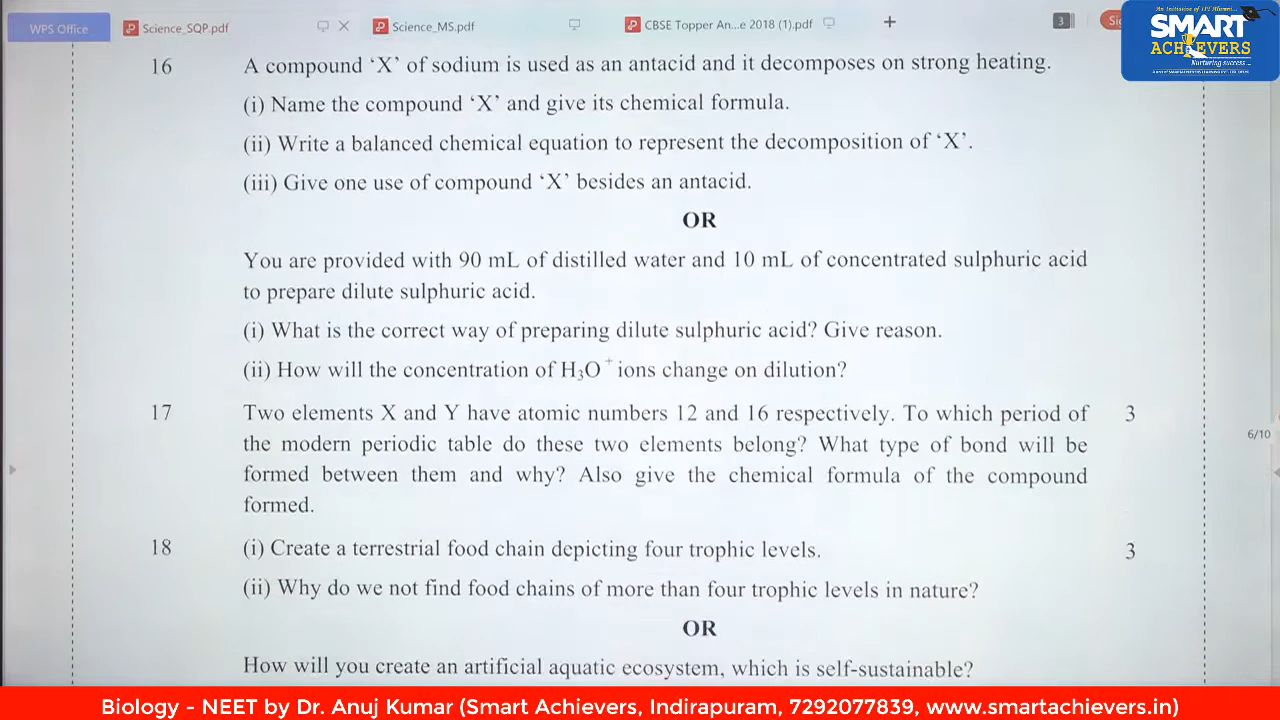 WPS Office
Science_SQP.pdf
Science_MS.pdf
CBSE Topper An...e 2018 (1).pdf
+
3
An Initiative of IIT Alumni...
SMART
ACHIEVERS
Nurturing success...
16 A compound ‘X’ of sodium is used as an antacid and it decomposes on strong heating.
(i) Name the compound ‘X’ and give its chemical formula.
(ii) Write a balanced chemical equation to represent the decomposition of ‘X’.
(iii) Give one use of compound ‘X’ besides an antacid.
OR
You are provided with 90 mL of distilled water and 10 mL of concentrated sulphuric acid
to prepare dilute sulphuric acid.
(i) What is the correct way of preparing dilute sulphuric acid? Give reason.
(ii) How will the concentration of H₃O⁺ ions change on dilution?
17 Two elements X and Y have atomic numbers 12 and 16 respectively. To which period of 3
the modern periodic table do these two elements belong? What type of bond will be
6/10
formed between them and why? Also give the chemical formula of the compound
formed.
18 (i) Create a terrestrial food chain depicting four trophic levels. 3
(ii) Why do we not find food chains of more than four trophic levels in nature?
OR
How will you create an artificial aquatic ecosystem, which is self-sustainable?
Biology - NEET by Dr. Anuj Kumar (Smart Achievers, Indirapuram, 7292077839, www.smartachievers.in)